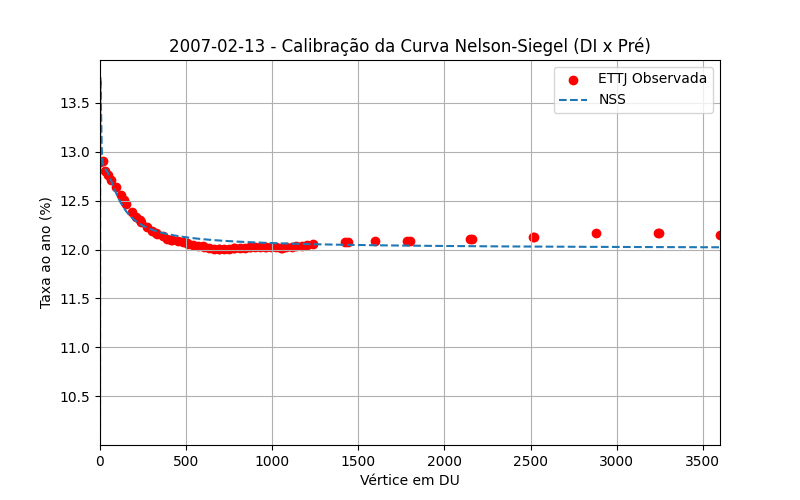 2007-02-13 - Calibração da Curva Nelson-Siegel (DI x Pré)
ETTJ Observada
NSS
Taxa ao ano (%)
13.5
13.0
12.5
12.0
11.5
11.0
10.5
0 500 1000 1500 2000 2500 3000 3500
Vértice em DU